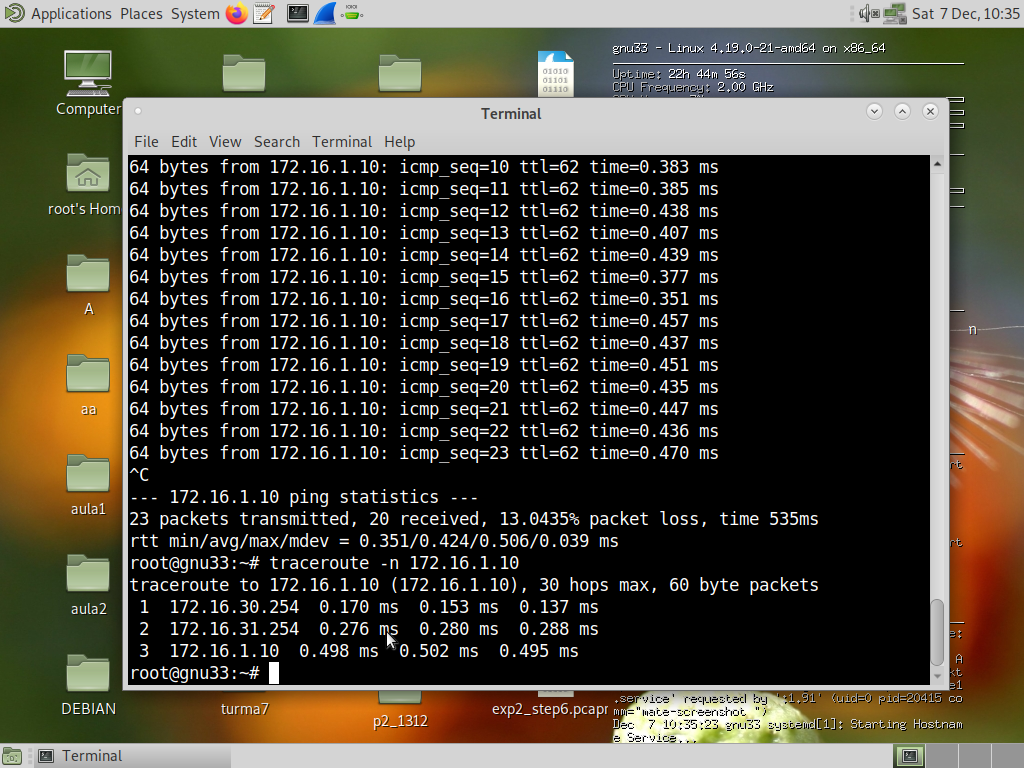 Applications Places System
Sat 7 Dec, 10:35
gnu33 - Linux 4.19.0-21-amd64 on x86_64
Uptime: 22h 44m 56s
CPU Frequency: 2.00 GHz
Computer
root's Hom
A
aa
aula1
aula2
DEBIAN
Terminal
File Edit View Search Terminal Help
64 bytes from 172.16.1.10: icmp_seq=10 ttl=62 time=0.383 ms
64 bytes from 172.16.1.10: icmp_seq=11 ttl=62 time=0.385 ms
64 bytes from 172.16.1.10: icmp_seq=12 ttl=62 time=0.438 ms
64 bytes from 172.16.1.10: icmp_seq=13 ttl=62 time=0.407 ms
64 bytes from 172.16.1.10: icmp_seq=14 ttl=62 time=0.439 ms
64 bytes from 172.16.1.10: icmp_seq=15 ttl=62 time=0.377 ms
64 bytes from 172.16.1.10: icmp_seq=16 ttl=62 time=0.351 ms
64 bytes from 172.16.1.10: icmp_seq=17 ttl=62 time=0.457 ms
64 bytes from 172.16.1.10: icmp_seq=18 ttl=62 time=0.437 ms
64 bytes from 172.16.1.10: icmp_seq=19 ttl=62 time=0.451 ms
64 bytes from 172.16.1.10: icmp_seq=20 ttl=62 time=0.435 ms
64 bytes from 172.16.1.10: icmp_seq=21 ttl=62 time=0.447 ms
64 bytes from 172.16.1.10: icmp_seq=22 ttl=62 time=0.436 ms
64 bytes from 172.16.1.10: icmp_seq=23 ttl=62 time=0.470 ms
^C
--- 172.16.1.10 ping statistics ---
23 packets transmitted, 20 received, 13.0435% packet loss, time 535ms
rtt min/avg/max/mdev = 0.351/0.424/0.506/0.039 ms
root@gnu33:~# traceroute -n 172.16.1.10
traceroute to 172.16.1.10 (172.16.1.10), 30 hops max, 60 byte packets
1 172.16.30.254 0.170 ms 0.153 ms 0.137 ms
2 172.16.31.254 0.276 ms 0.280 ms 0.288 ms
3 172.16.1.10 0.498 ms 0.502 ms 0.495 ms
root@gnu33:~#
turma7
p2_1312
exp2_step6.pcapr
.service' requested by ':1.91' (uid=0 pid=20415 co
mm="mate-screenshot ")
Dec 7 10:35:23 gnu33 systemd[1]: Starting Hostnam
e Service...
Terminal